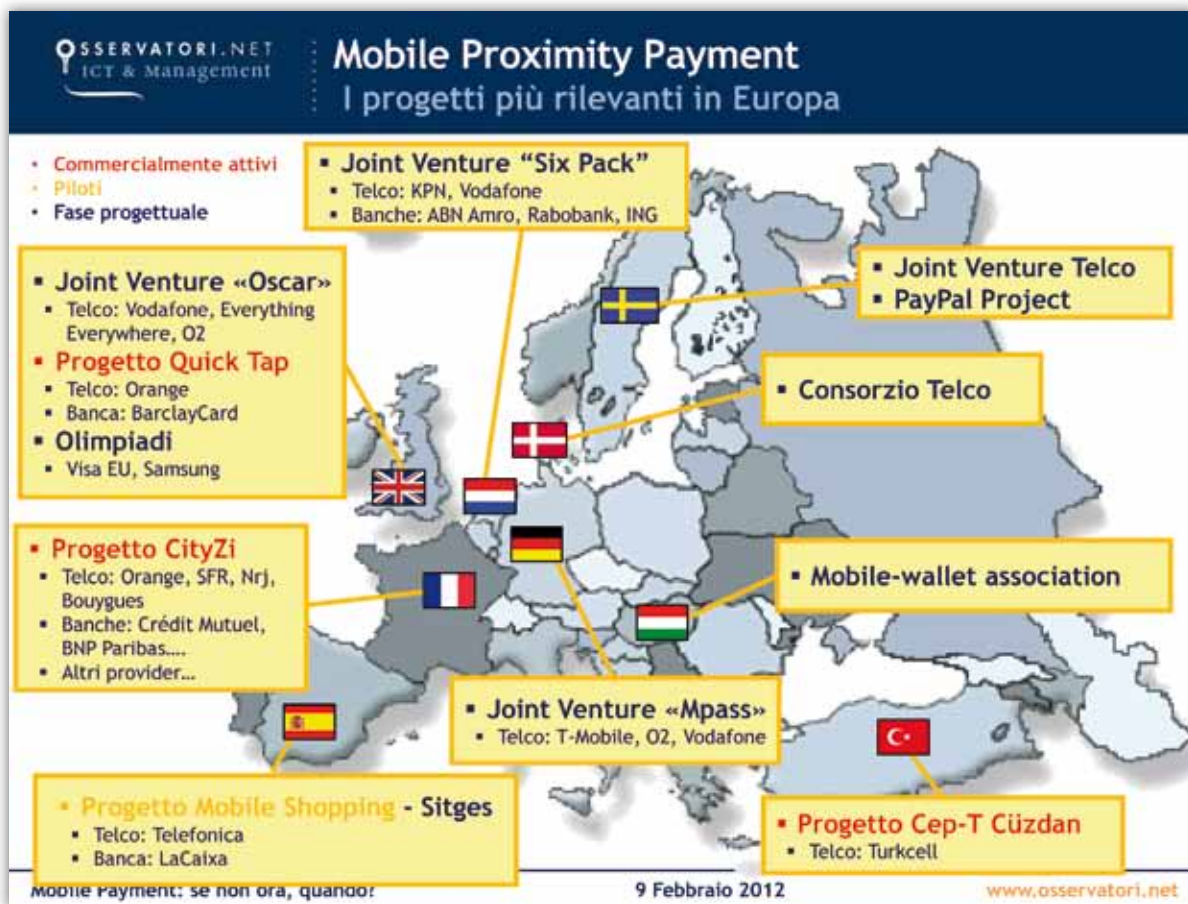 OSSERVATORI.NET
ICT & Management
Mobile Proximity Payment
I progetti più rilevanti in Europa
• Commercialmente attivi
• Piloti
• Fase progettuale
▪ Joint Venture “Six Pack”
▪ Telco: KPN, Vodafone
▪ Banche: ABN Amro, Rabobank, ING
▪ Joint Venture «Oscar»
▪ Telco: Vodafone, Everything
Everywhere, O2
▪ Progetto Quick Tap
▪ Telco: Orange
▪ Banca: BarclayCard
▪ Olimpiadi
▪ Visa EU, Samsung
▪ Joint Venture Telco
▪ PayPal Project
▪ Consorzio Telco
▪ Progetto CityZi
▪ Telco: Orange, SFR, Nrj,
Bouygues
▪ Banche: Crédit Mutuel,
BNP Paribas….
▪ Altri provider…
▪ Mobile-wallet association
▪ Joint Venture «Mpass»
▪ Telco: T-Mobile, O2, Vodafone
▪ Progetto Mobile Shopping - Sitges
▪ Telco: Telefonica
▪ Banca: LaCaixa
▪ Progetto Cep-T Cüzdan
▪ Telco: Turkcell
Mobile Payment: se non ora, quando?
9 Febbraio 2012
www.osservatori.net